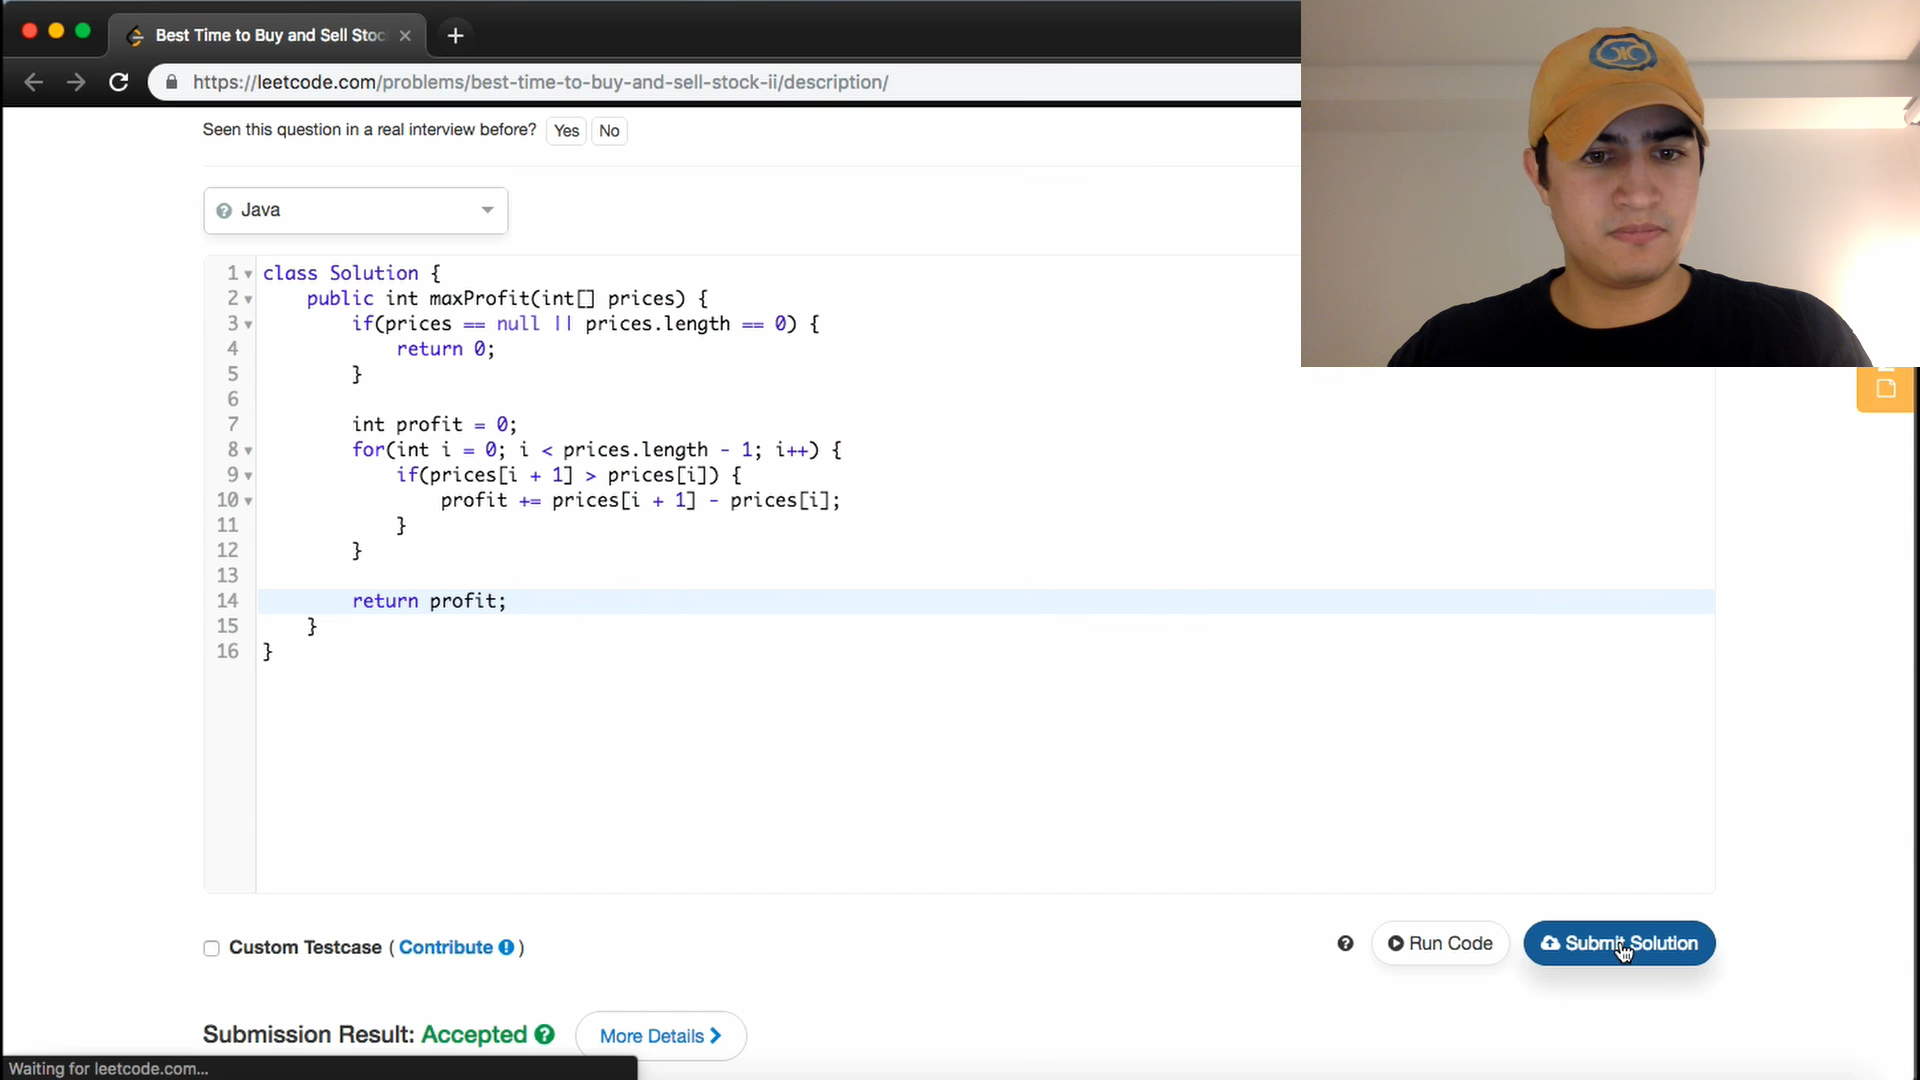 Best Time to Buy and Sell Stoc
https://leetcode.com/problems/best-time-to-buy-and-sell-stock-ii/description/
Seen this question in a real interview before? Yes No
Java
1 class Solution {
2 public int maxProfit(int[] prices) {
3 if(prices == null || prices.length == 0) {
4 return 0;
5 }
6
7 int profit = 0;
8 for(int i = 0; i < prices.length - 1; i++) {
9 if(prices[i + 1] > prices[i]) {
10 profit += prices[i + 1] - prices[i];
11 }
12 }
13
14 return profit;
15 }
16 }
Custom Testcase ( Contribute )
Run Code
Submit Solution
Submission Result: Accepted
More Details
Waiting for leetcode.com...